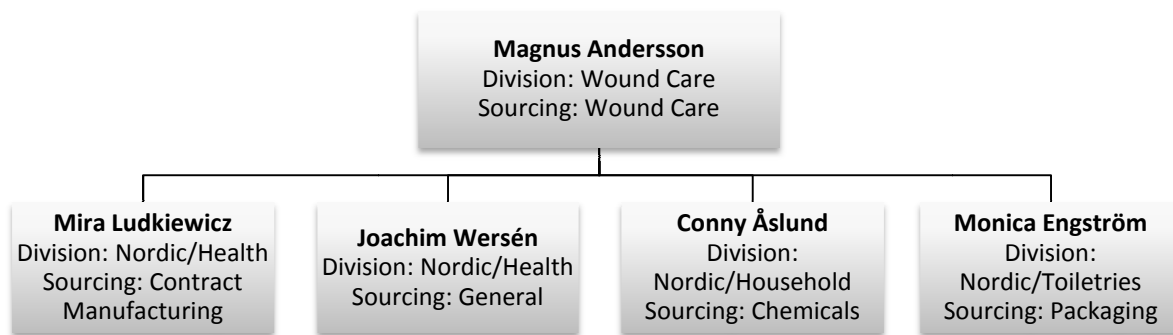 Magnus Andersson
Division: Wound Care
Sourcing: Wound Care
Mira Ludkiewicz
Division: Nordic/Health
Sourcing: Contract
Manufacturing
Joachim Wersén
Division: Nordic/Health
Sourcing: General
Conny Åslund
Division:
Nordic/Household
Sourcing: Chemicals
Monica Engström
Division:
Nordic/Toiletries
Sourcing: Packaging